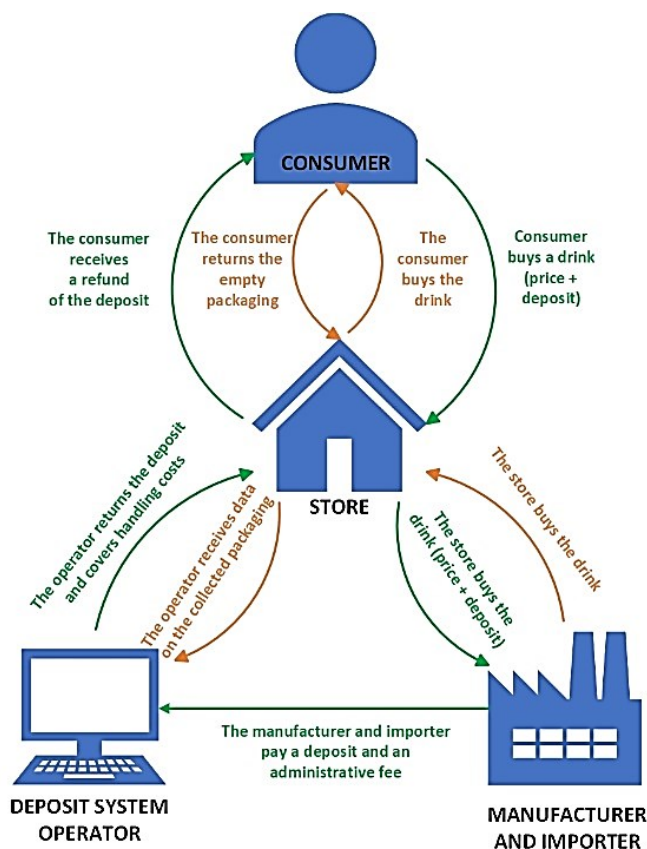 CONSUMER
The consumer
receives
a refund
of the deposit
The consumer
returns the
empty
packaging
The
consumer
buys the
drink
Consumer
buys a drink
(price +
deposit)
STORE
The operator returns the deposit
and covers handling costs
The operator receives data
on the collected packaging
The store buys the
drink (price + deposit)
The store buys the drink
The manufacturer and importer
pay a deposit and an
administrative fee
DEPOSIT SYSTEM
OPERATOR
MANUFACTURER
AND IMPORTER